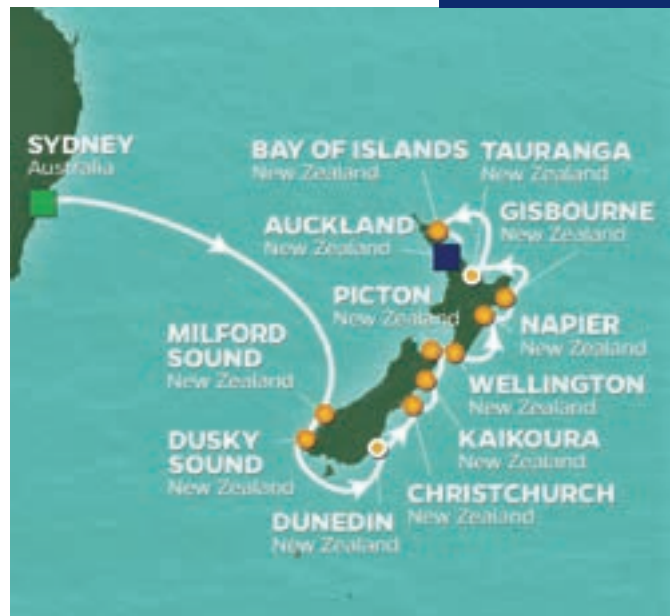 SYDNEY
Australia
BAY OF ISLANDS
New Zealand
TAURANGA
New Zealand
AUCKLAND
New Zealand
GISBOURNE
New Zealand
PICTON
New Zealand
NAPIER
New Zealand
MILFORD
SOUND
New Zealand
WELLINGTON
New Zealand
DUSKY
SOUND
New Zealand
KAIKOURA
New Zealand
CHRISTCHURCH
New Zealand
DUNEDIN
New Zealand